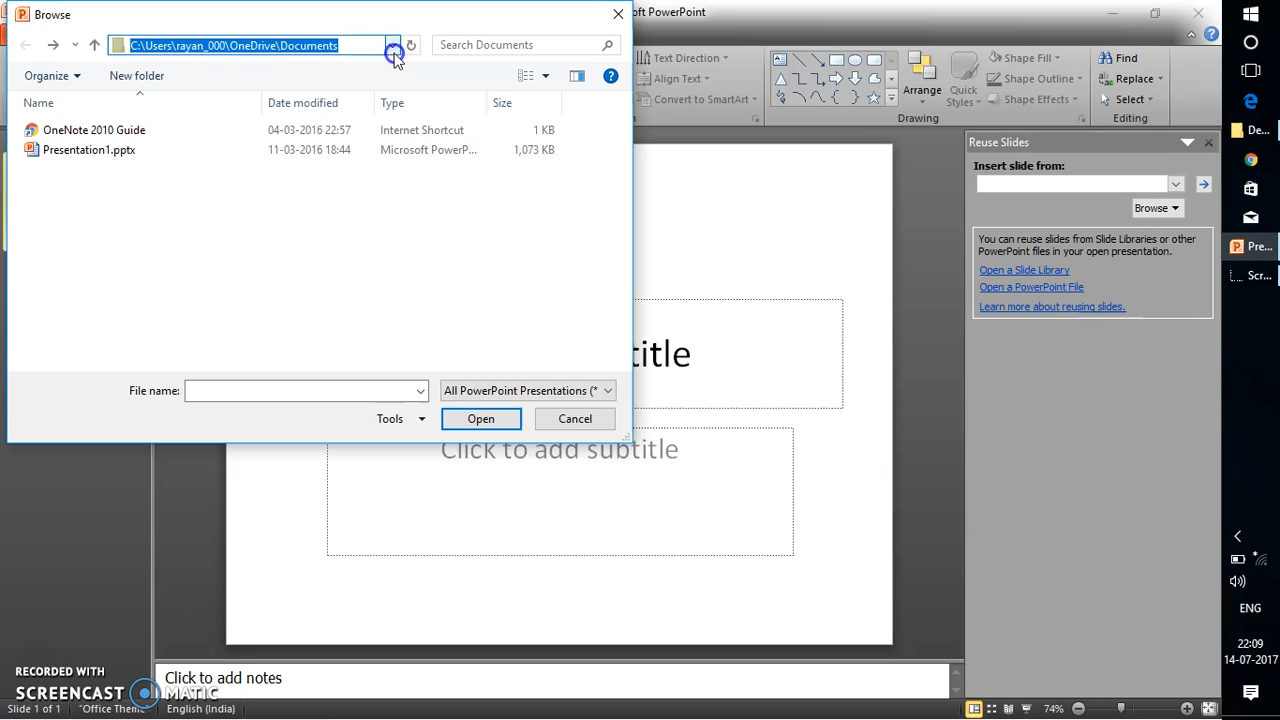 Browse
soft PowerPoint
C:\Users\rayan_000\OneDrive\Documents
Search Documents
Organize
New folder
Name
Date modified
Type
Size
OneNote 2010 Guide
04-03-2016 22:57
Internet Shortcut
1 KB
Presentation1.pptx
11-03-2016 18:44
Microsoft PowerP...
1,073 KB
File name:
All PowerPoint Presentations (*
Tools
Open
Cancel
Text Direction
Align Text
Convert to SmartArt
Arrange
Quick
Styles
Shape Fill
Shape Outline
Shape Effects
Drawing
Find
Replace
Select
Editing
Reuse Slides
Insert slide from:
Browse
You can reuse slides from Slide Libraries or other
PowerPoint files in your open presentation.
Open a Slide Library
Open a PowerPoint File
Learn more about reusing slides.
title
Click to add subtitle
Click to add notes
RECORDED WITH
SCREENCAST MATIC
Slide 1 of 1
"Office Theme"
English (India)
74%
De...
Pre...
Scr...
ENG
22:09
14-07-2017